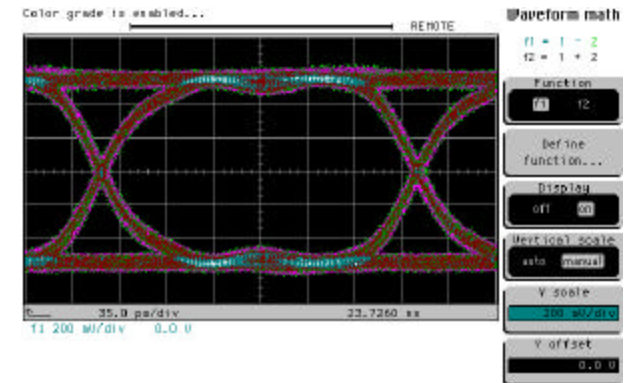 Color grade is enabled...
REMOTE
35.0 ps/div
23.7260 ns
f1 200 mV/div 0.0 V
Waveform math
f1 = 1 - 2
f2 = 1 + 2
Function
f1 f2
Define
function...
Display
off on
Vertical scale
auto manual
Y scale
200 mV/div
Y offset
0.0 V